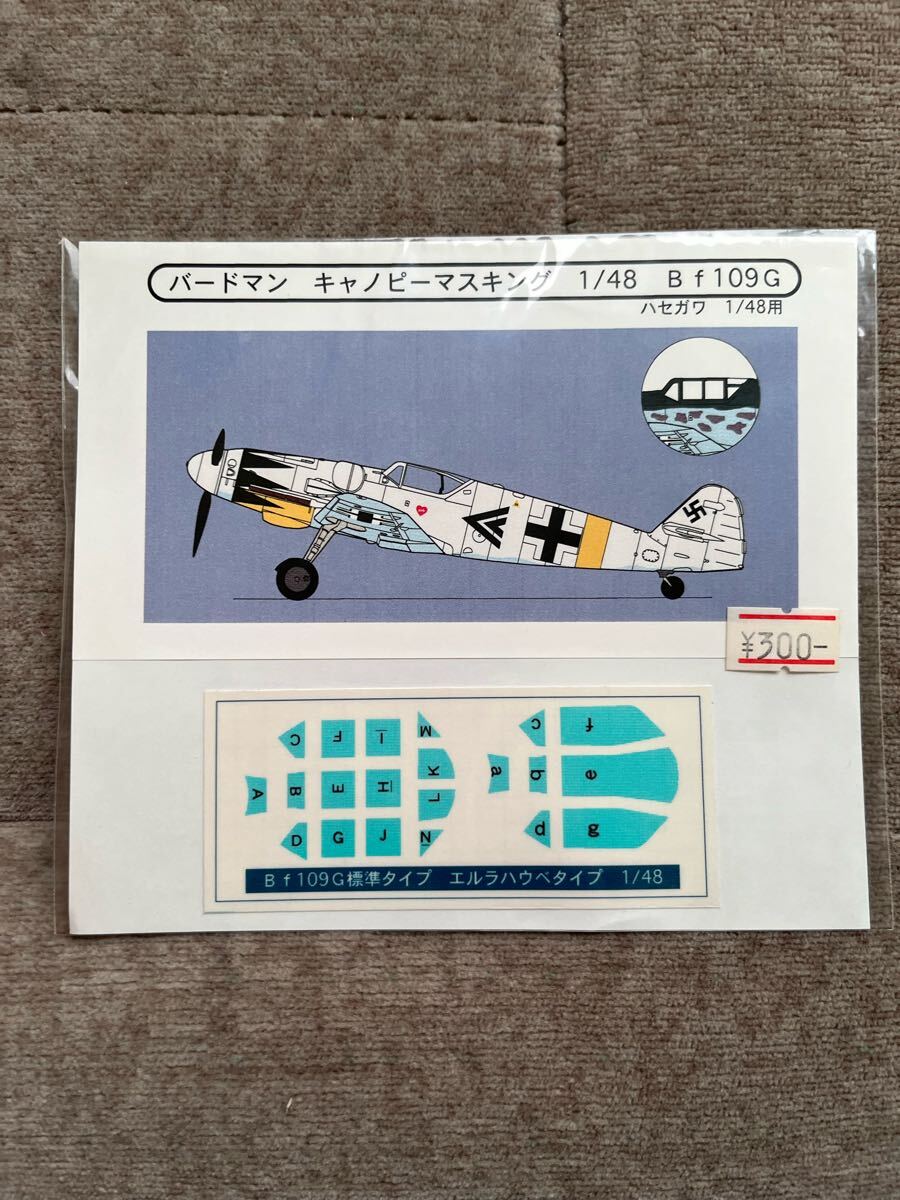 バードマン キャノピーマスキング 1/48 Bf109G
ハセガワ 1/48用
¥300-
C F I M
A B E H K
L
D G J N
c f
a b e
d g
Bf109G標準タイプ エルラハウベタイプ 1/48